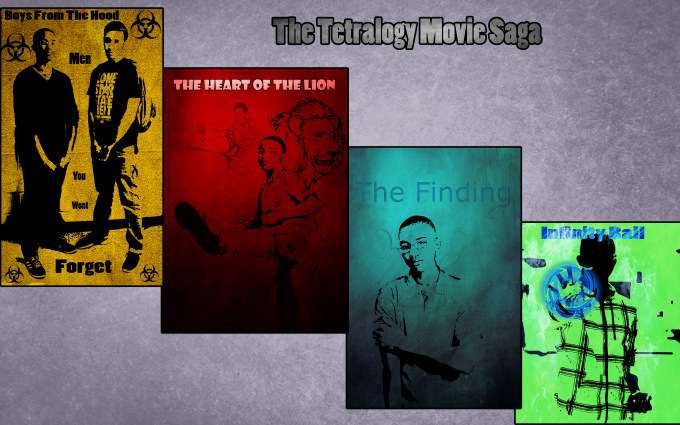 The Tetralogy Movie Saga
Boys From The Hood
Men
You
Wont
Forget
THE HEART OF THE LION
The Finding
Infinity Ball